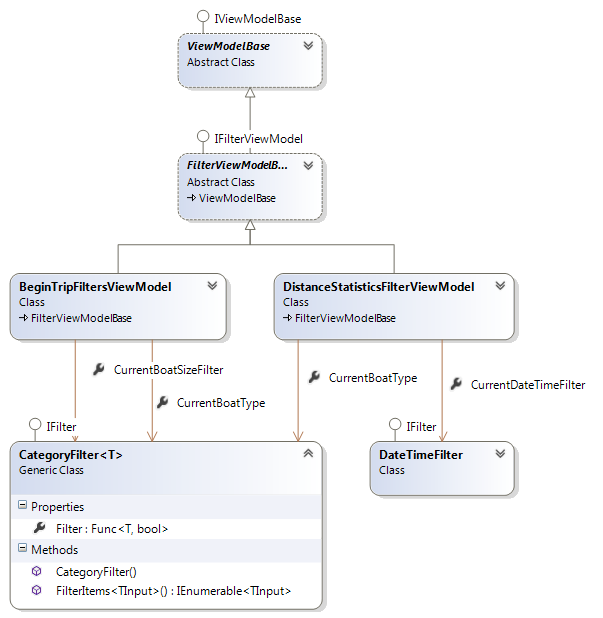 IViewModelBase
ViewModelBase
Abstract Class
IFilterViewModel
FilterViewModelB...
Abstract Class
ViewModelBase
BeginTripFiltersViewModel
Class
FilterViewModelBase
DistanceStatisticsFilterViewModel
Class
FilterViewModelBase
CurrentBoatSizeFilter
CurrentBoatType
CurrentBoatType
CurrentDateTimeFilter
IFilter
CategoryFilter<T>
Generic Class
Properties
Filter : Func<T, bool>
Methods
CategoryFilter()
FilterItems<TInput>() : IEnumerable<TInput>
IFilter
DateTimeFilter
Class